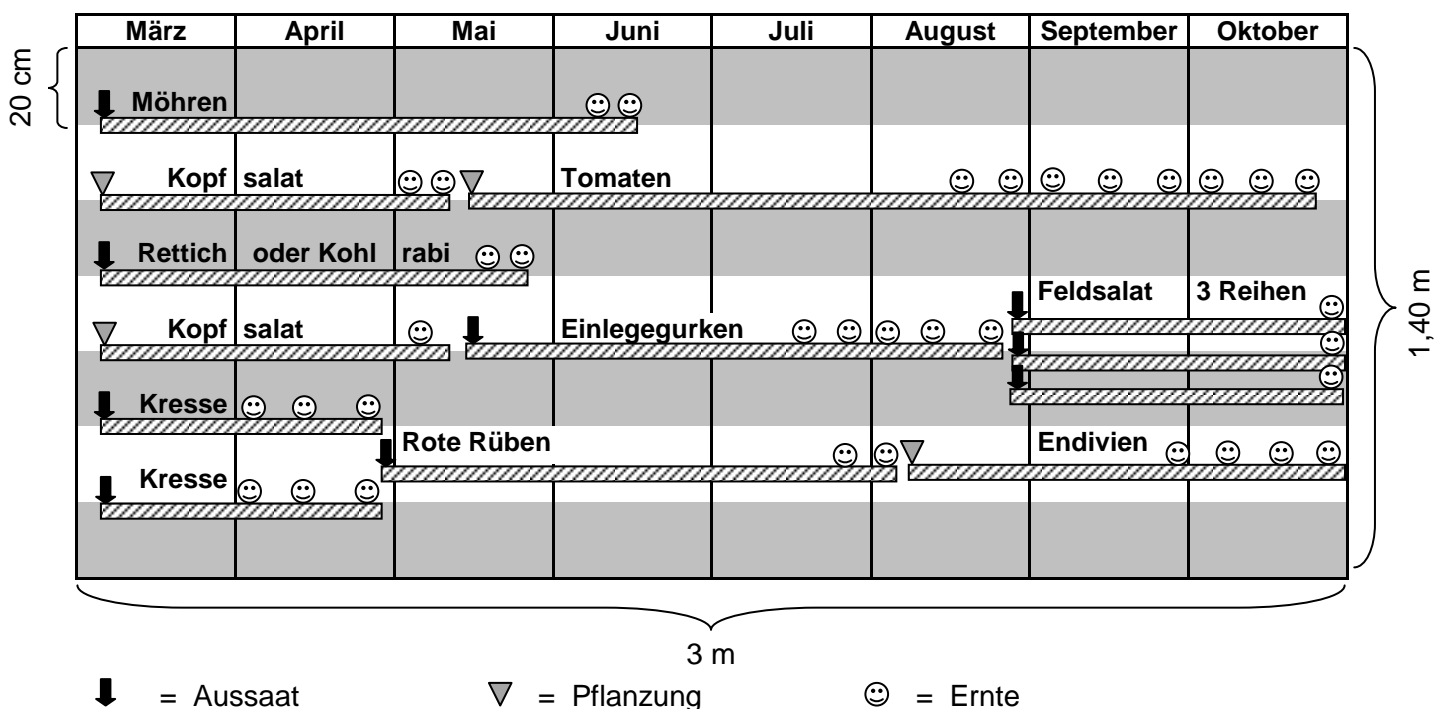 März April Mai Juni Juli August September Oktober
20 cm
Möhren
Kopf salat Tomaten
Rettich oder Kohl rabi
Feldsalat 3 Reihen
1,40 m
Kopf salat Einlegegurken
Kresse
Rote Rüben Endivien
Kresse
3 m
= Aussaat = Pflanzung = Ernte